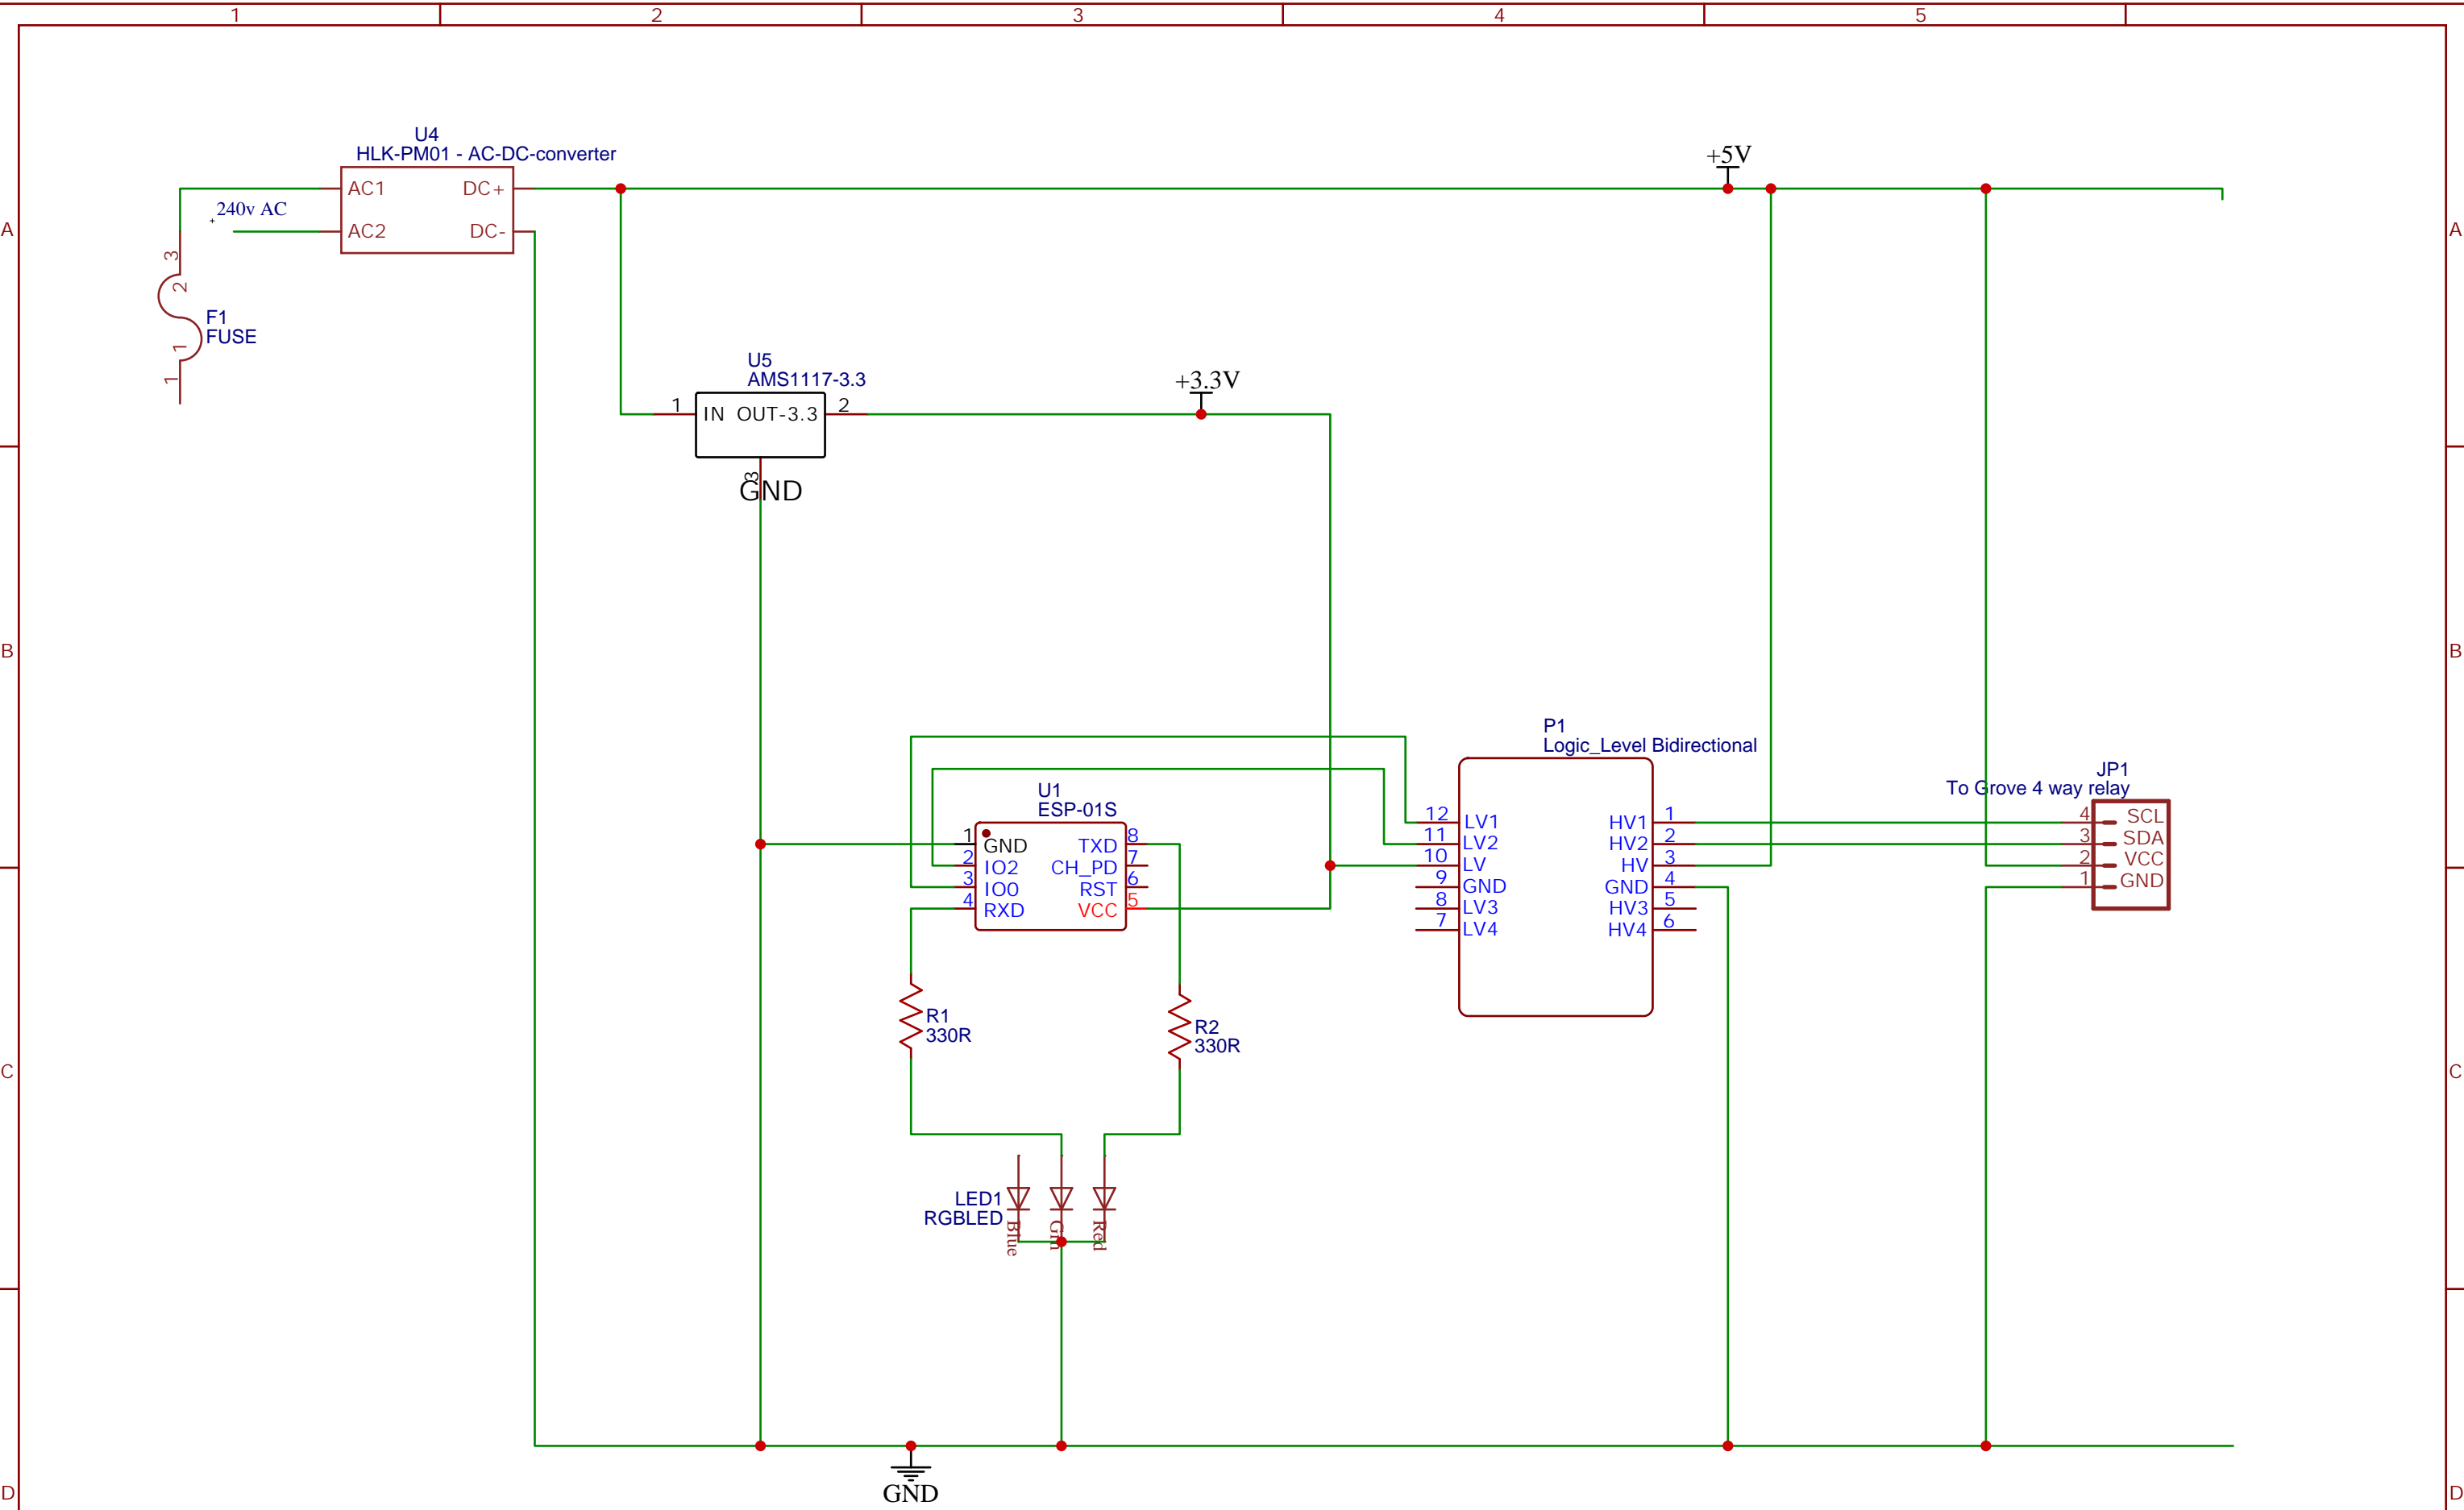 1
2
3
4
5
A
A
B
B
C
C
D
D
U4
HLK-PM01 - AC-DC-converter
AC1
DC+
AC2
DC-
240v AC
+5V
3
2
1
1
F1
FUSE
U5
AMS1117-3.3
1
IN OUT-3.3
2
3
GND
+3.3V
U1
ESP-01S
1
GND
TXD
8
2
IO2
CH_PD
7
3
IO0
RST
6
4
RXD
VCC
5
P1
Logic_Level Bidirectional
12
LV1
HV1
1
11
LV2
HV2
2
10
LV
HV
3
9
GND
GND
4
8
LV3
HV3
5
7
LV4
HV4
6
JP1
To Grove 4 way relay
4
SCL
3
SDA
2
VCC
1
GND
R1
330R
R2
330R
LED1
RGBLED
Blue
Grn
Red
GND